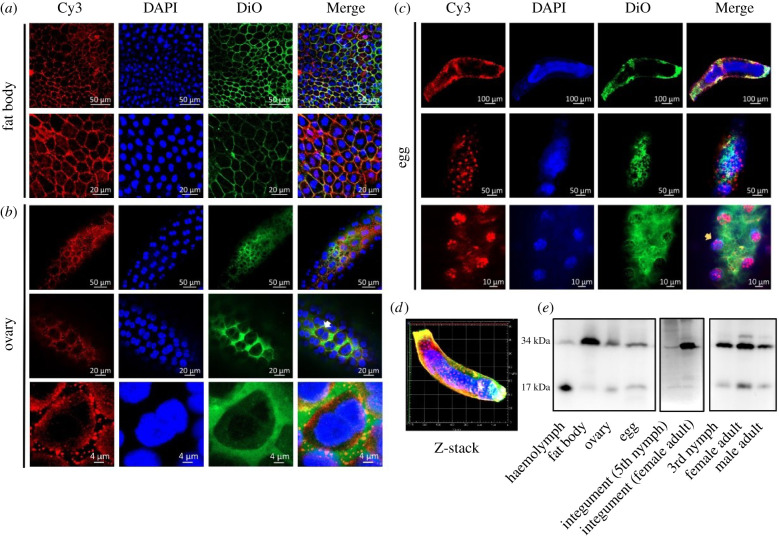 (a) Cy3 DAPI DiO Merge
fat body
50 µm 50 µm 50 µm 50 µm
20 µm 20 µm 20 µm 20 µm
(b)
ovary
50 µm 50 µm 50 µm 50 µm
20 µm 20 µm 20 µm 20 µm
4 µm 4 µm 4 µm 4 µm
(c) Cy3 DAPI DiO Merge
egg
100 µm 100 µm 100 µm 100 µm
50 µm 50 µm 50 µm 50 µm
10 µm 10 µm 10 µm 10 µm
(d)
Z-stack
(e)
34 kDa
17 kDa
haemolymph
fat body
ovary
egg
integument (5th nymph)
integument (female adult)
3rd nymph
female adult
male adult